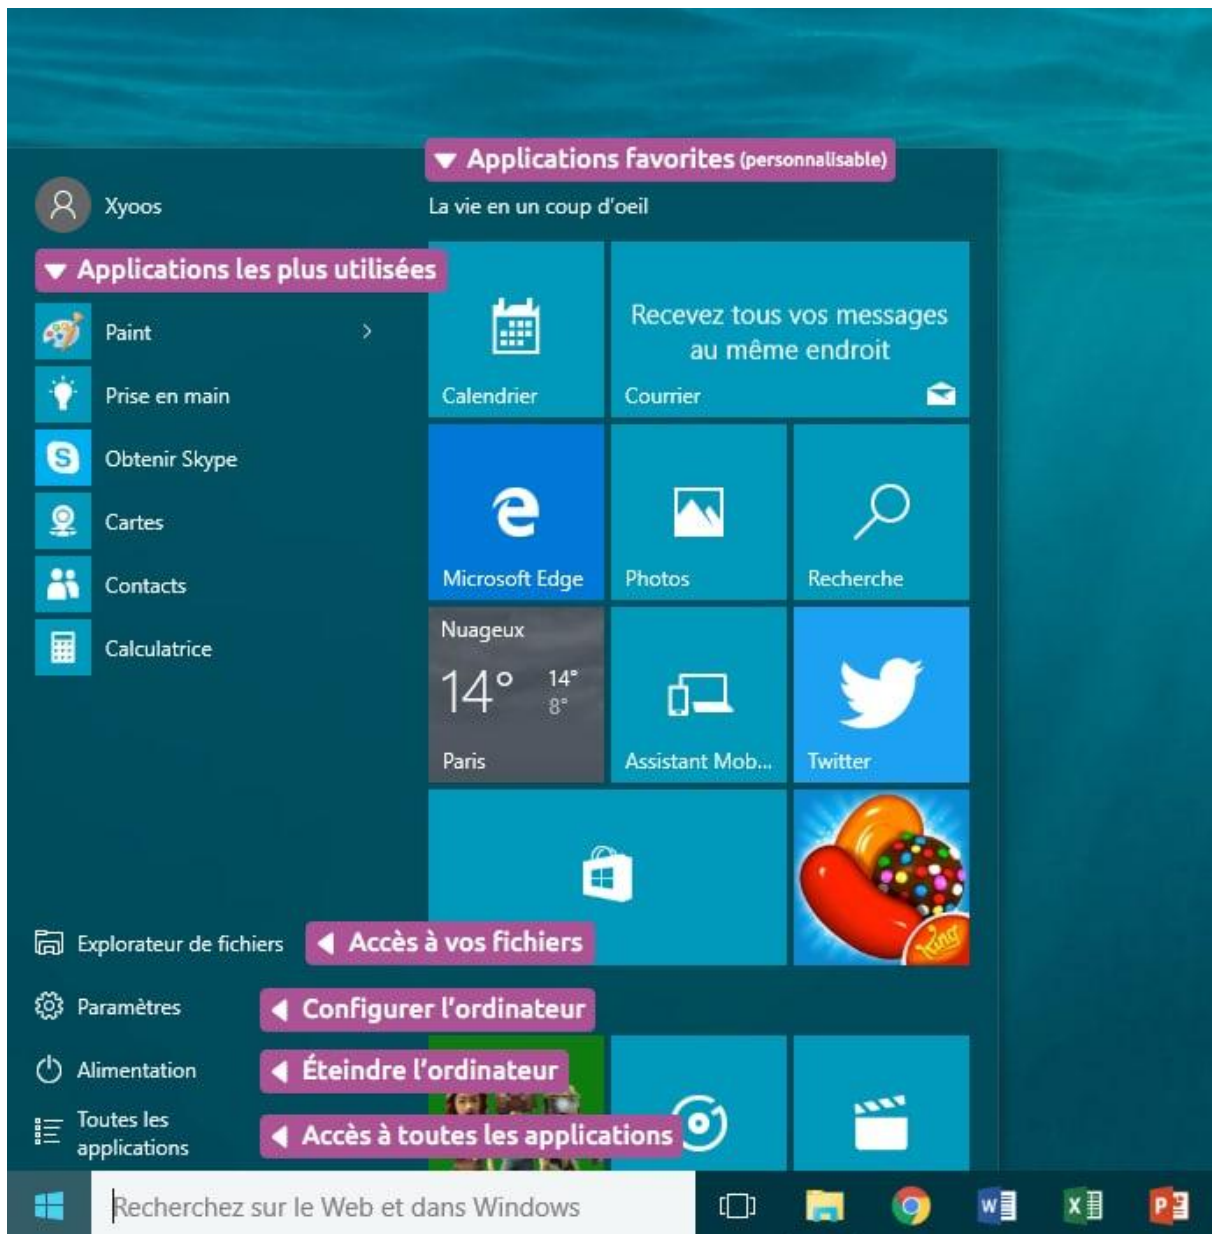 Applications favorites (personnalisable)
Xyoos
La vie en un coup d'oeil
Applications les plus utilisées
Paint
Prise en main
Obtenir Skype
Cartes
Contacts
Calculatrice
Recevez tous vos messages
au même endroit
Calendrier
Courrier
Microsoft Edge
Photos
Recherche
Nuageux
14° 14°
8°
Paris
Assistant Mob...
Twitter
King
Explorateur de fichiers
Accès à vos fichiers
Paramètres
Configurer l'ordinateur
Alimentation
Éteindre l'ordinateur
Toutes les
applications
Accès à toutes les applications
Recherchez sur le Web et dans Windows